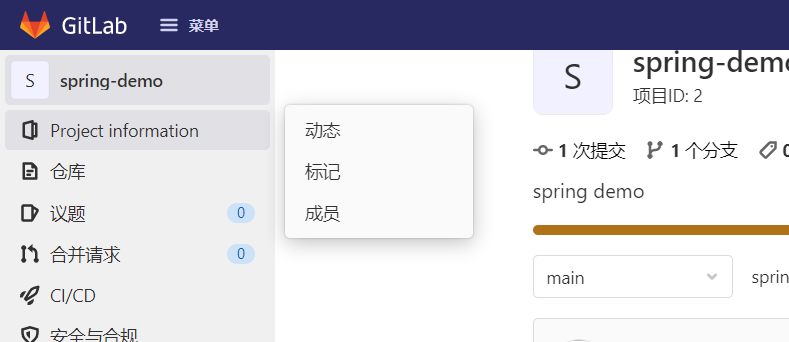 GitLab
菜单
S
spring-demo
Project information
仓库
议题
0
合并请求
0
CI/CD
安全与合规
动态
标记
成员
S
spring-demo
项目ID: 2
1 次提交
1 个分支
0
spring demo
main
sprin